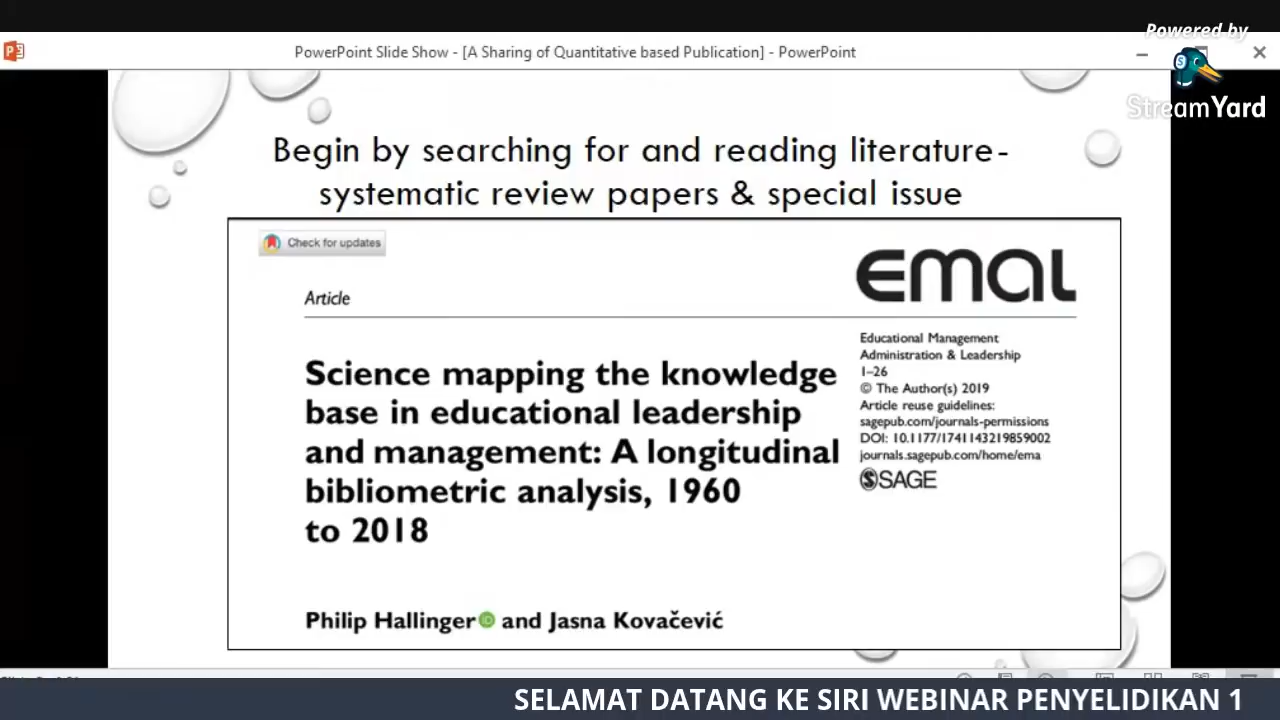 Powered by
PowerPoint Slide Show - [A Sharing of Quantitative based Publication] - PowerPoint
StreamYard
Begin by searching for and reading literature-
systematic review papers & special issue
Check for updates
emal
Article
Educational Management
Administration & Leadership
1–26
© The Author(s) 2019
Article reuse guidelines:
sagepub.com/journals-permissions
DOI: 10.1177/1741143219859002
journals.sagepub.com/home/ema
SAGE
Science mapping the knowledge
base in educational leadership
and management: A longitudinal
bibliometric analysis, 1960
to 2018
Philip Hallinger and Jasna Kovačević
SELAMAT DATANG KE SIRI WEBINAR PENYELIDIKAN 1